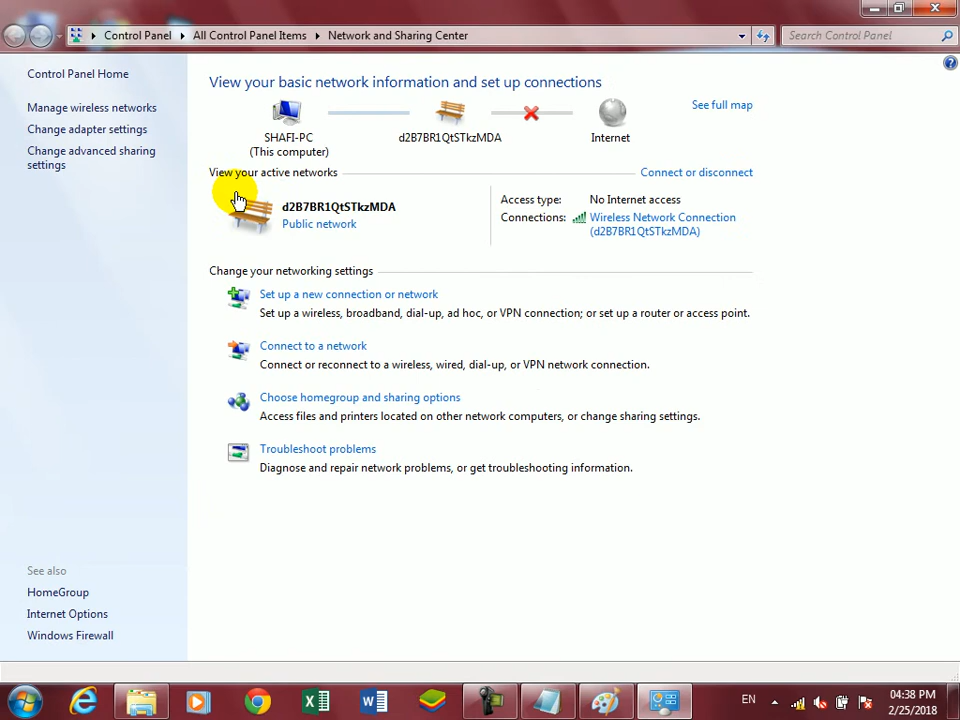 Control Panel ▸ All Control Panel Items ▸ Network and Sharing Center
Search Control Panel
Control Panel Home
Manage wireless networks
Change adapter settings
Change advanced sharing
settings
View your basic network information and set up connections
See full map
SHAFI-PC
(This computer)
d2B7BR1QtSTkzMDA
Internet
View your active networks
Connect or disconnect
d2B7BR1QtSTkzMDA
Public network
Access type: No Internet access
Connections: Wireless Network Connection
(d2B7BR1QtSTkzMDA)
Change your networking settings
Set up a new connection or network
Set up a wireless, broadband, dial-up, ad hoc, or VPN connection; or set up a router or access point.
Connect to a network
Connect or reconnect to a wireless, wired, dial-up, or VPN network connection.
Choose homegroup and sharing options
Access files and printers located on other network computers, or change sharing settings.
Troubleshoot problems
Diagnose and repair network problems, or get troubleshooting information.
See also
HomeGroup
Internet Options
Windows Firewall
EN
04:38 PM
2/25/2018